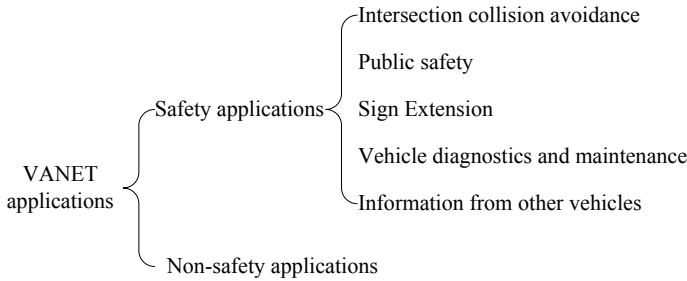 Intersection collision avoidance
Public safety
Safety applications
Sign Extension
Vehicle diagnostics and maintenance
VANET
applications
Information from other vehicles
Non-safety applications